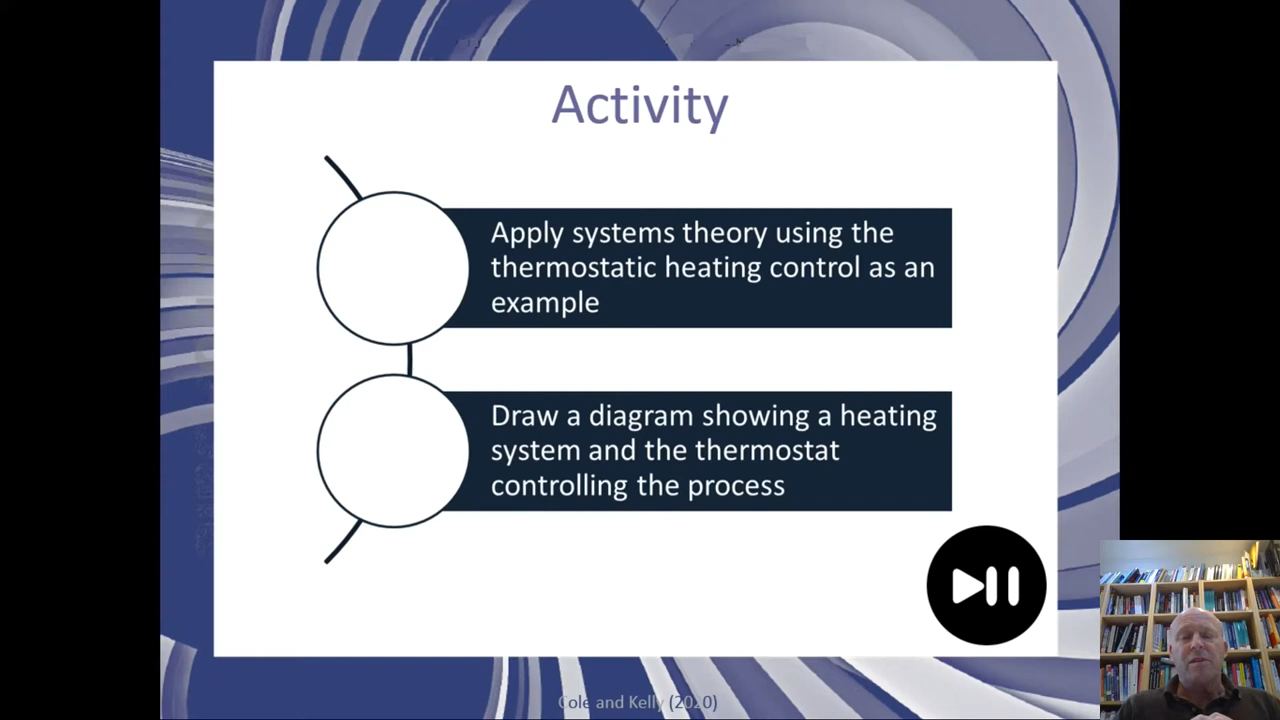 Activity
Apply systems theory using the
thermostatic heating control as an
example
Draw a diagram showing a heating
system and the thermostat
controlling the process
Cole and Kelly (2020)